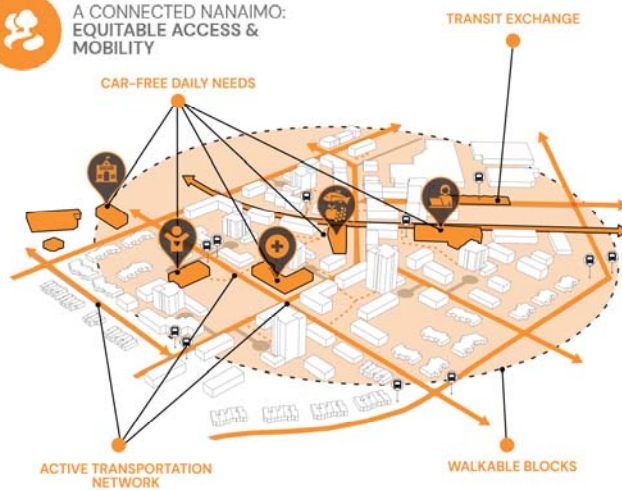 A CONNECTED NANAIMO:
EQUITABLE ACCESS &
MOBILITY
TRANSIT EXCHANGE
CAR-FREE DAILY NEEDS
ACTIVE TRANSPORTATION
NETWORK
WALKABLE BLOCKS